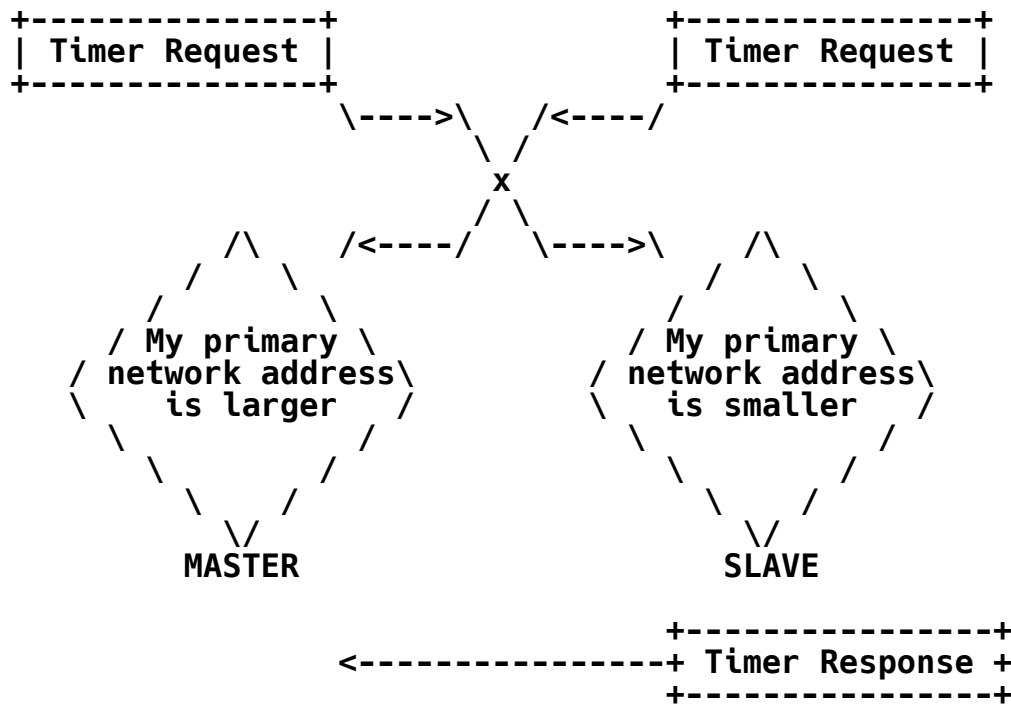 +---------------+                 +---------------+
| Timer Request |                 | Timer Request |
+---------------+                 +---------------+
                 \---->\   /<----/
                        \ /
                         x
                        / \
           /\    /<----/   \---->\    /\
         /    \                     /    \
       /        \                 /        \
     / My primary \             / My primary \
   / network address\         / network address\
   \    is larger   /         \   is smaller   /
     \            /             \            /
       \        /                 \        /
         \    /                     \    /
           \/                         \/
         MASTER                      SLAVE

                                  +----------------+
                 <----------------+ Timer Response +
                                  +----------------+